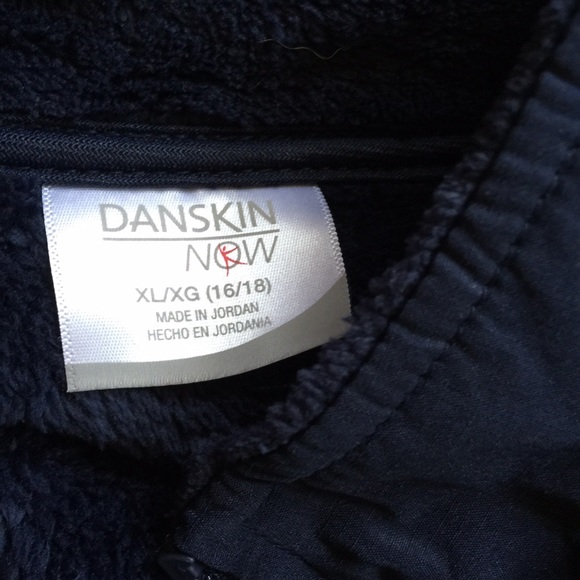 DANSKIN
NOW
XL/XG (16/18)
MADE IN JORDAN
HECHO EN JORDANIA